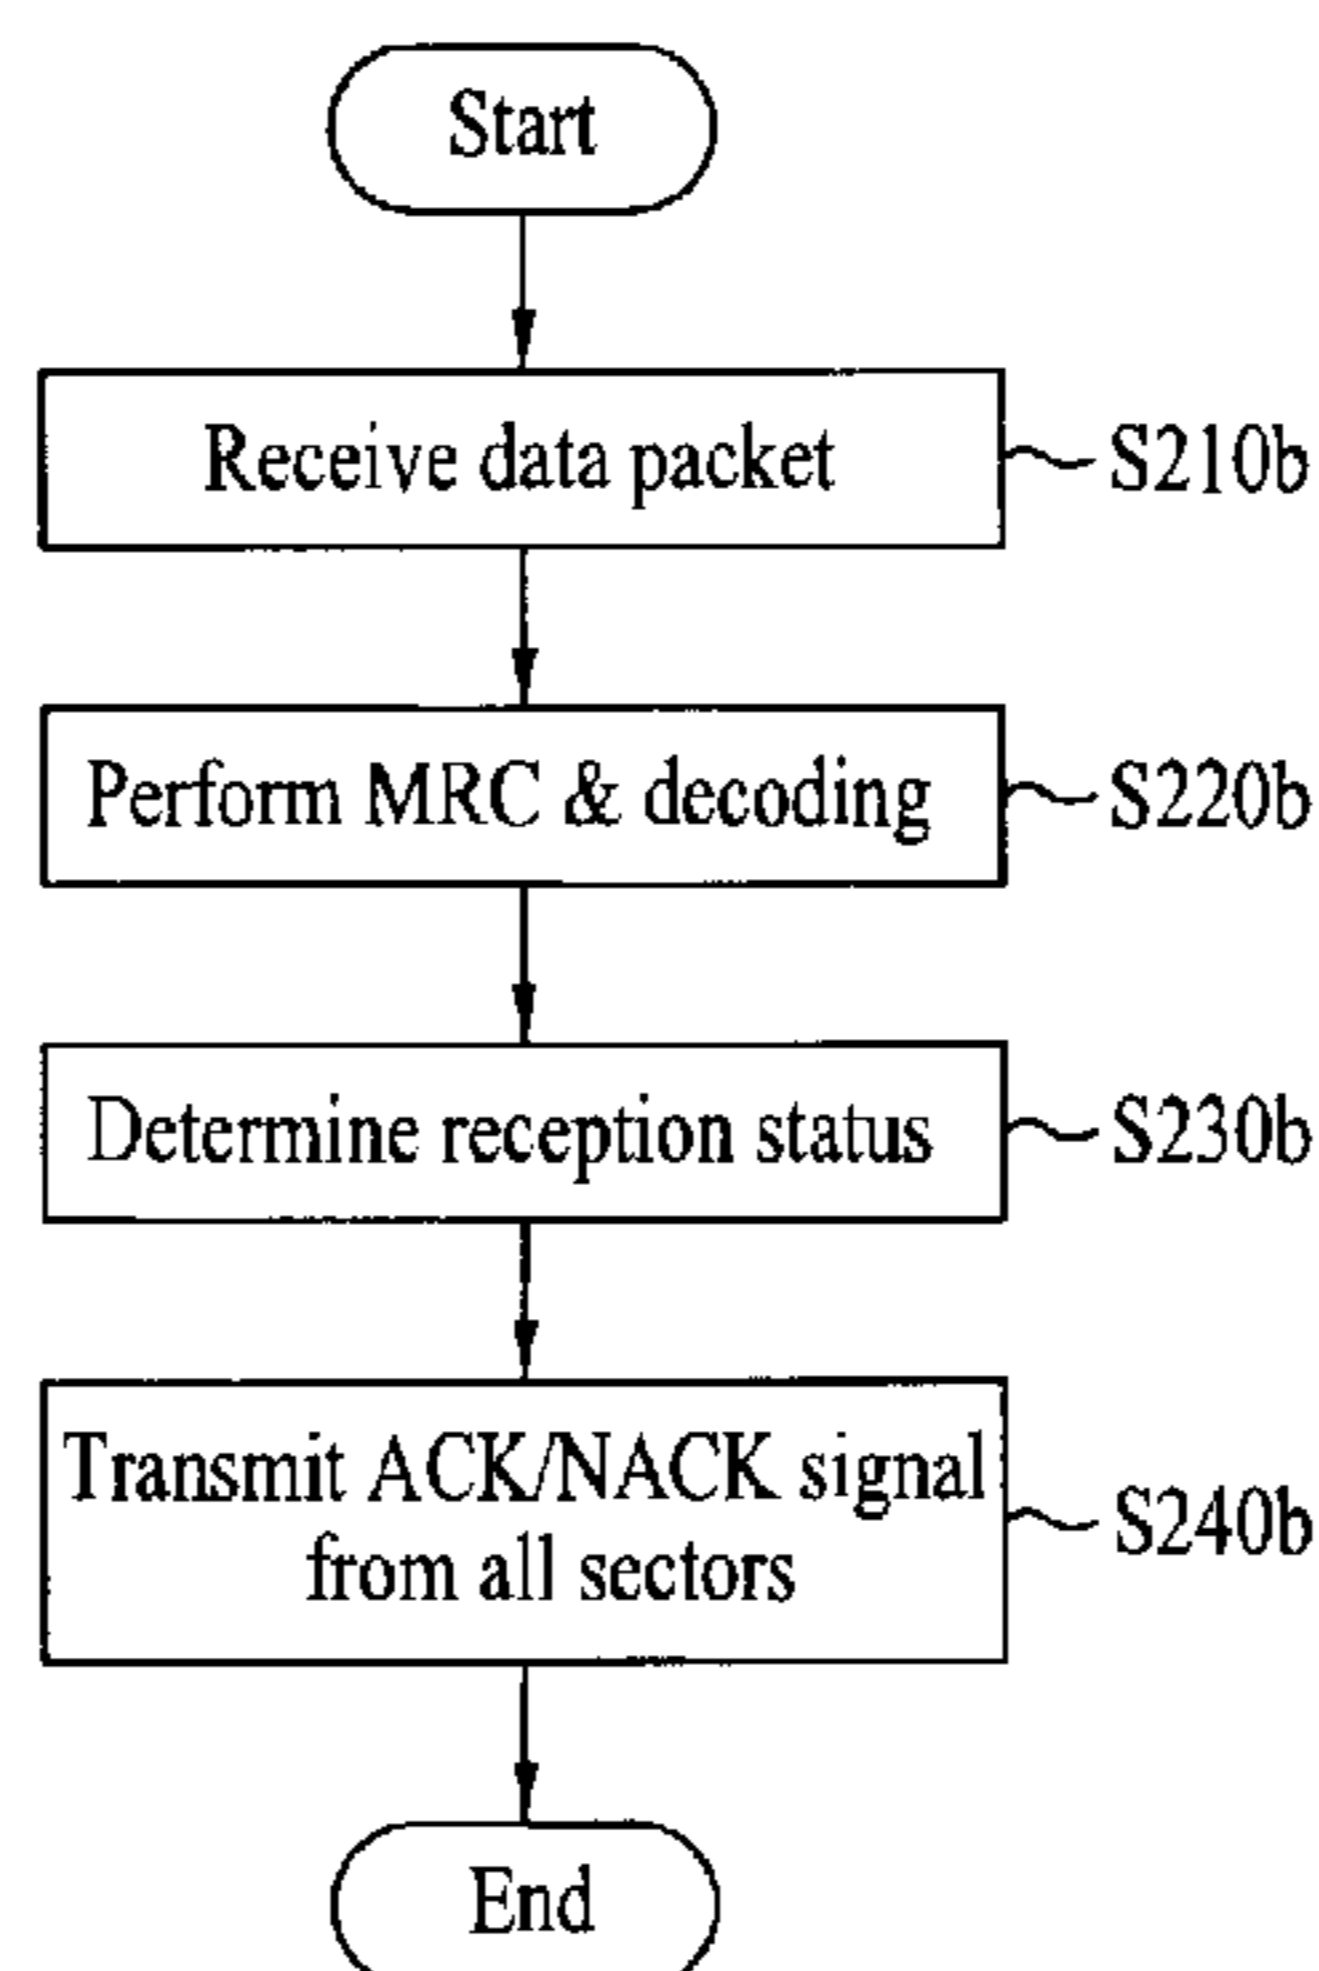 Start
Receive data packet
S210b
Perform MRC & decoding
S220b
Determine reception status
S230b
Transmit ACK/NACK signal
from all sectors
S240b
End